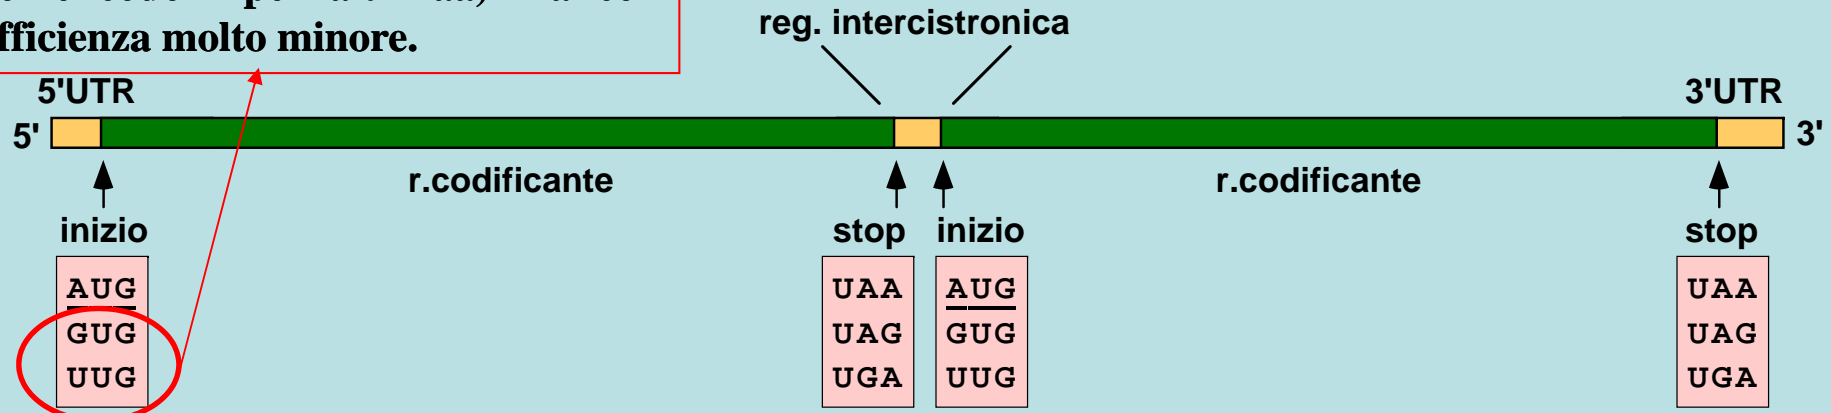 fficienza molto minore.
reg. intercistronica
5'UTR
3'UTR
5'
3'
r.codificante
r.codificante
inizio
stop
inizio
stop
AUG
GUG
UUG
UAA
UAG
UGA
AUG
GUG
UUG
UAA
UAG
UGA